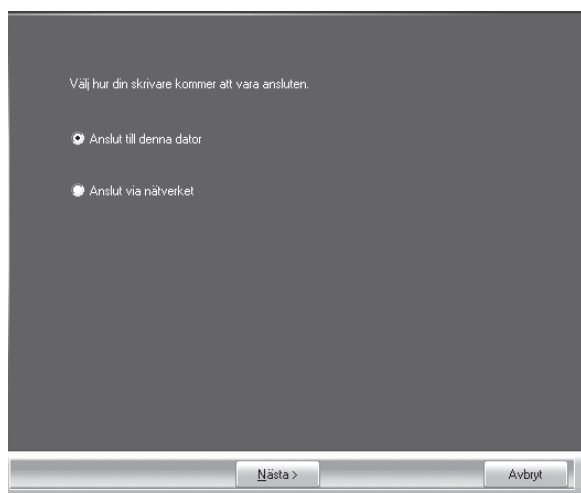 Välj hur din skrivare kommer att vara ansluten.
Anslut till denna dator
Anslut via nätverket
Nästa >
Avbryt